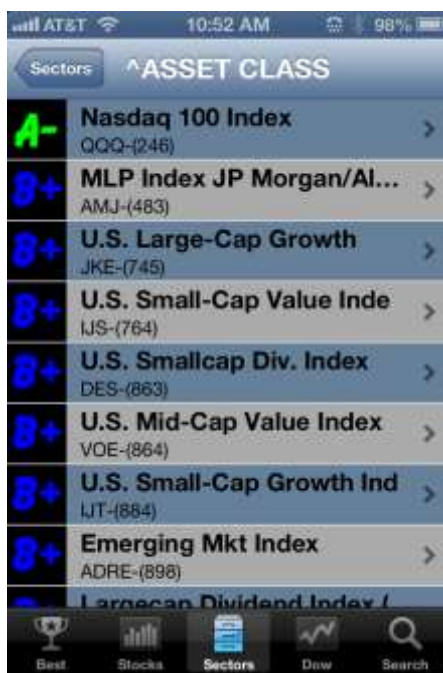 AT&T 10:52 AM 98%
Sectors ^ASSET CLASS
A- Nasdaq 100 Index
QQQ-(246)
B+ MLP Index JP Morgan/Al...
AMJ-(483)
B+ U.S. Large-Cap Growth
JKE-(745)
B+ U.S. Small-Cap Value Inde
IJS-(764)
B+ U.S. Smallcap Div. Index
DES-(863)
B+ U.S. Mid-Cap Value Index
VOE-(864)
B+ U.S. Small-Cap Growth Ind
IJT-(884)
B+ Emerging Mkt Index
ADRE-(898)
Largecap Dividend Index (
Best Stocks Sectors Dow Search